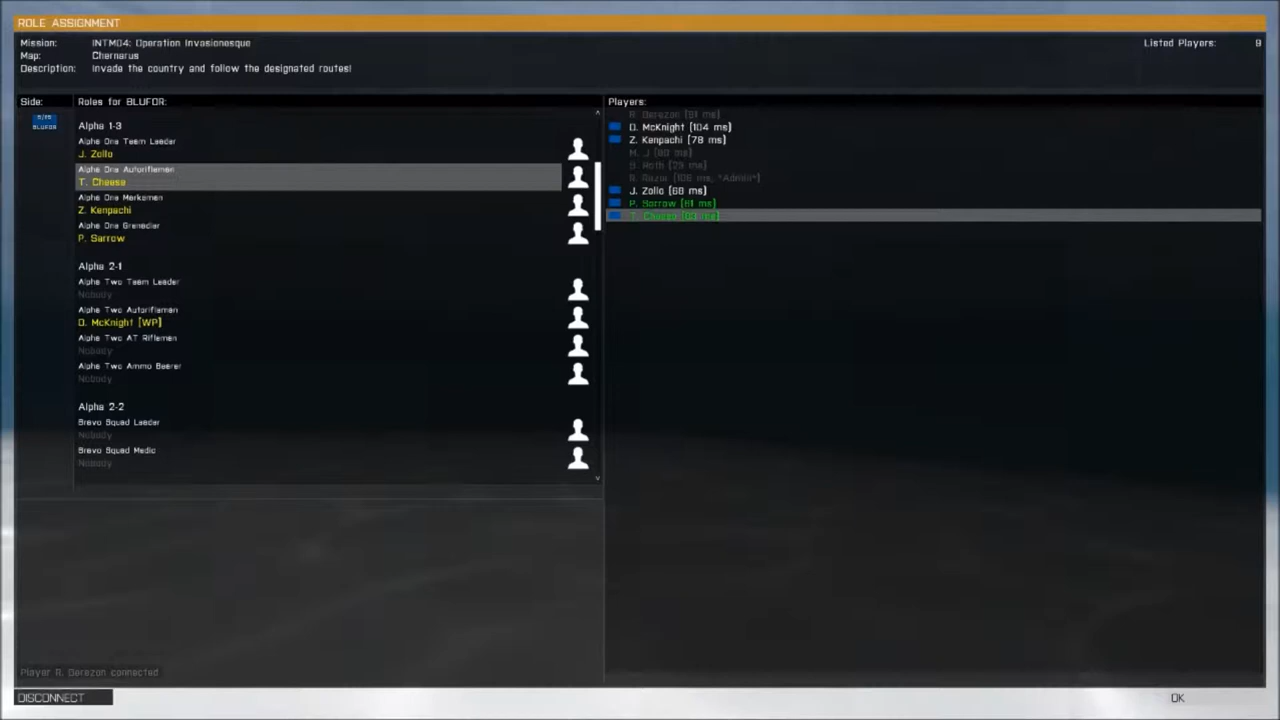 ROLE ASSIGNMENT
Mission: INTM04: Operation Invasionesque
Map: Chernarus
Description: Invade the country and follow the designated routes!
Listed Players: 9
Side:
BLUFOR
Roles for BLUFOR:
Alpha 1-3
Alpha One Team Leader
J. Zollo
Alpha One Autorifleman
T. Cheese
Alpha One Marksman
Z. Kenpachi
Alpha One Grenadier
P. Sarrow
Alpha 2-1
Alpha Two Team Leader
Nobody
Alpha Two Autorifleman
D. McKnight [WP]
Alpha Two AT Rifleman
Nobody
Alpha Two Ammo Bearer
Nobody
Alpha 2-2
Bravo Squad Leader
Nobody
Bravo Squad Medic
Nobody
Players:
D. McKnight [104 ms]
Z. Kenpachi [78 ms]
J. Zollo [68 ms]
P. Sarrow [81 ms]
T. Cheese
Player R. Darazon connected
DISCONNECT
OK